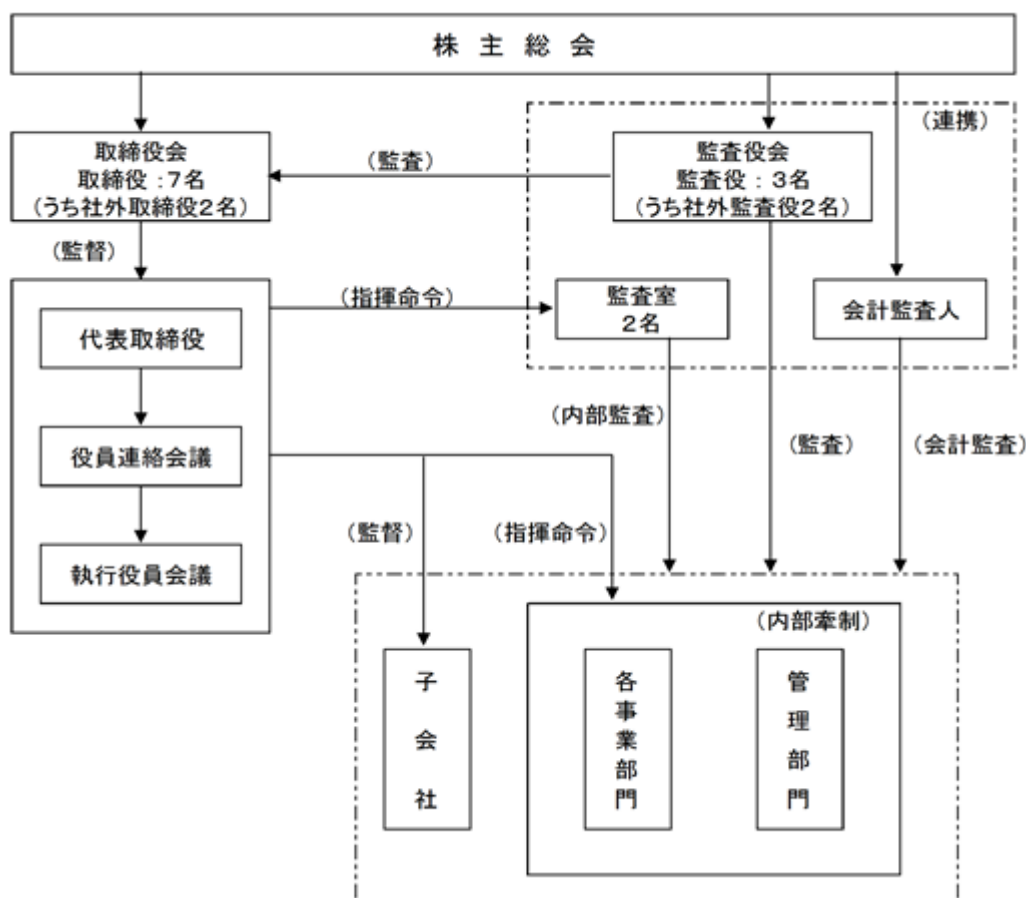 株 主 総 会
(連携)
取締役会
取締役 :7名
(うち社外取締役2名)
(監査)
監査役会
監査役 : 3名
(うち社外監査役2名)
(監督)
(指揮命令)
監査室
2名
会計監査人
代表取締役
(内部監査)
(監査)
(会計監査)
役員連絡会議
(監督)
(指揮命令)
執行役員会議
(内部牽制)
子会社
各事業部門
管理部門